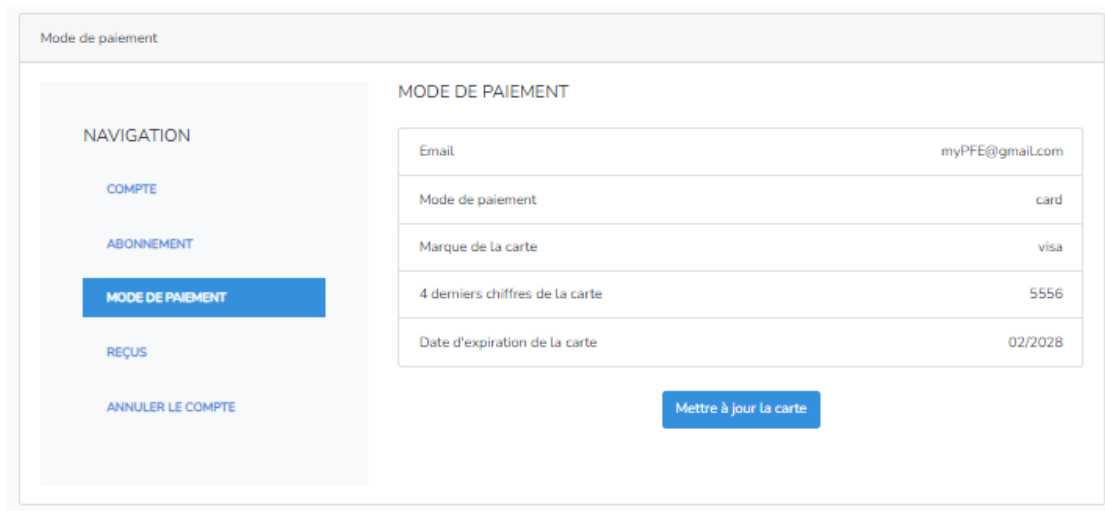 Mode de paiement
NAVIGATION
COMPTE
ABONNEMENT
MODE DE PAIEMENT
REÇUS
ANNULER LE COMPTE
MODE DE PAIEMENT
Email myPFE@gmail.com
Mode de paiement card
Marque de la carte visa
4 derniers chiffres de la carte 5556
Date d'expiration de la carte 02/2028
Mettre à jour la carte